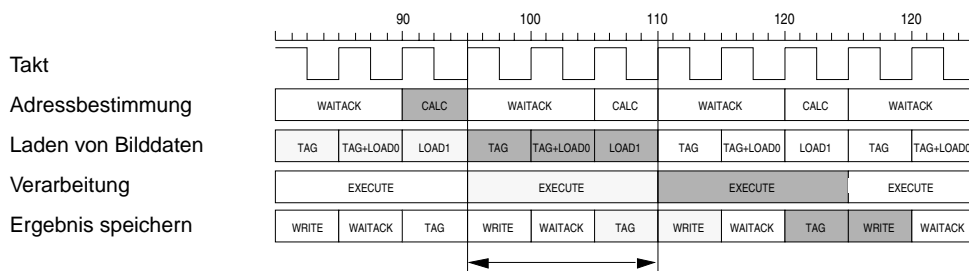 90 100 110 120 120
Takt
Adressbestimmung WAITACK CALC WAITACK CALC WAITACK CALC WAITACK
Laden von Bilddaten TAG TAG+LOAD0 LOAD1 TAG TAG+LOAD0 LOAD1 TAG TAG+LOAD0 LOAD1 TAG TAG+LOAD0
Verarbeitung EXECUTE EXECUTE EXECUTE EXECUTE
Ergebnis speichern WRITE WAITACK TAG WRITE WAITACK TAG WRITE WAITACK TAG WRITE WAITACK